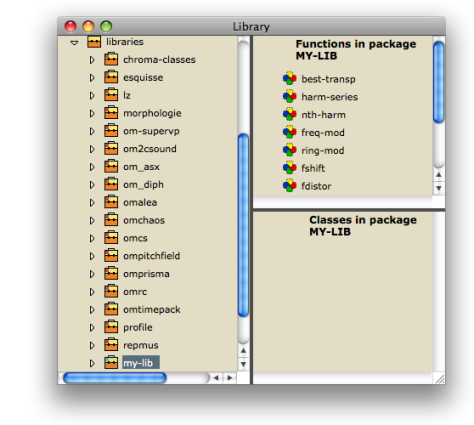 Library
libraries
chroma-classes
esquisse
lz
morphologie
om-supervp
om2csound
om_asx
om_diph
omalea
omchaos
omcs
ompitchfield
omprisma
omrc
omtimepack
profile
repmus
my-lib
Functions in package
MY-LIB
best-transp
harm-series
nth-harm
freq-mod
ring-mod
fshift
fdistor
Classes in package
MY-LIB